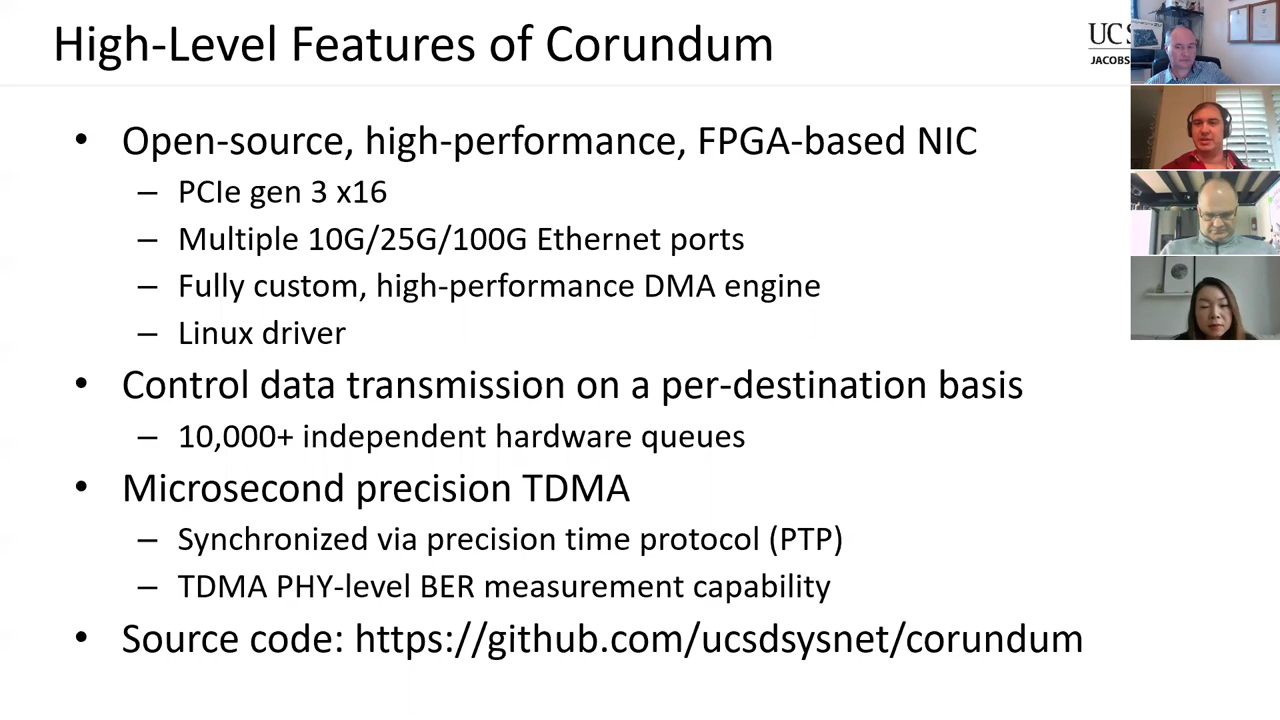 High-Level Features of Corundum
UC S
JACOBS
• Open-source, high-performance, FPGA-based NIC
– PCIe gen 3 x16
– Multiple 10G/25G/100G Ethernet ports
– Fully custom, high-performance DMA engine
– Linux driver
• Control data transmission on a per-destination basis
– 10,000+ independent hardware queues
• Microsecond precision TDMA
– Synchronized via precision time protocol (PTP)
– TDMA PHY-level BER measurement capability
• Source code: https://github.com/ucsdsysnet/corundum